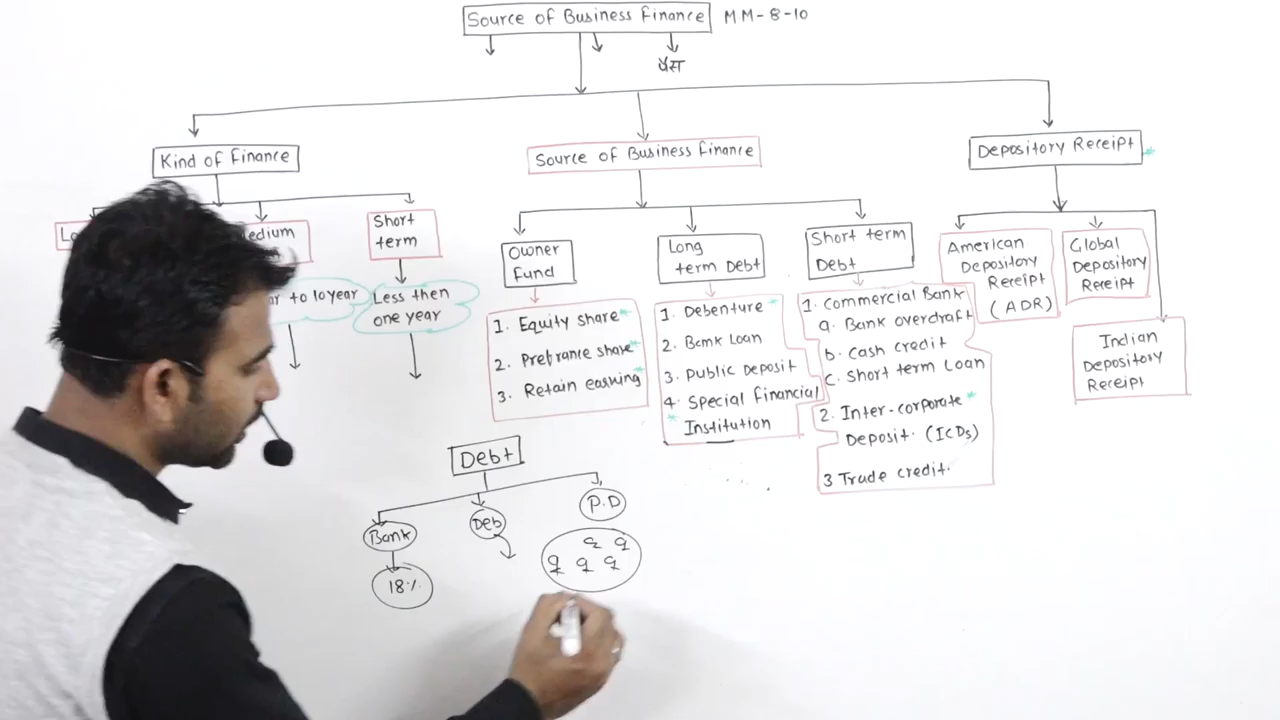 Source of Business Finance MM-8-10
पैसा
Kind of Finance
Source of Business Finance
Depository Receipt *
Lo
edium
Short
term
ar to 10 year
Less then
one year
Owner
Fund
Long
term Debt
Short term
Debt
American
Depository
Receipt
(ADR)
Global
Depository
Receipt
Indian
Depository
Receipt
1. Equity share *
2. Prefrance share *
3. Retain earning *
1. Debenture *
2. Bank Loan
3. Public Deposit
4. Special Financial
* Institution
1. Commercial Bank
a. Bank overdraft
b. Cash credit
c. Short term Loan
2. Inter-corporate *
Deposit. (ICDs)
3 Trade credit.
Debt
Bank
Deb
P.D
18%